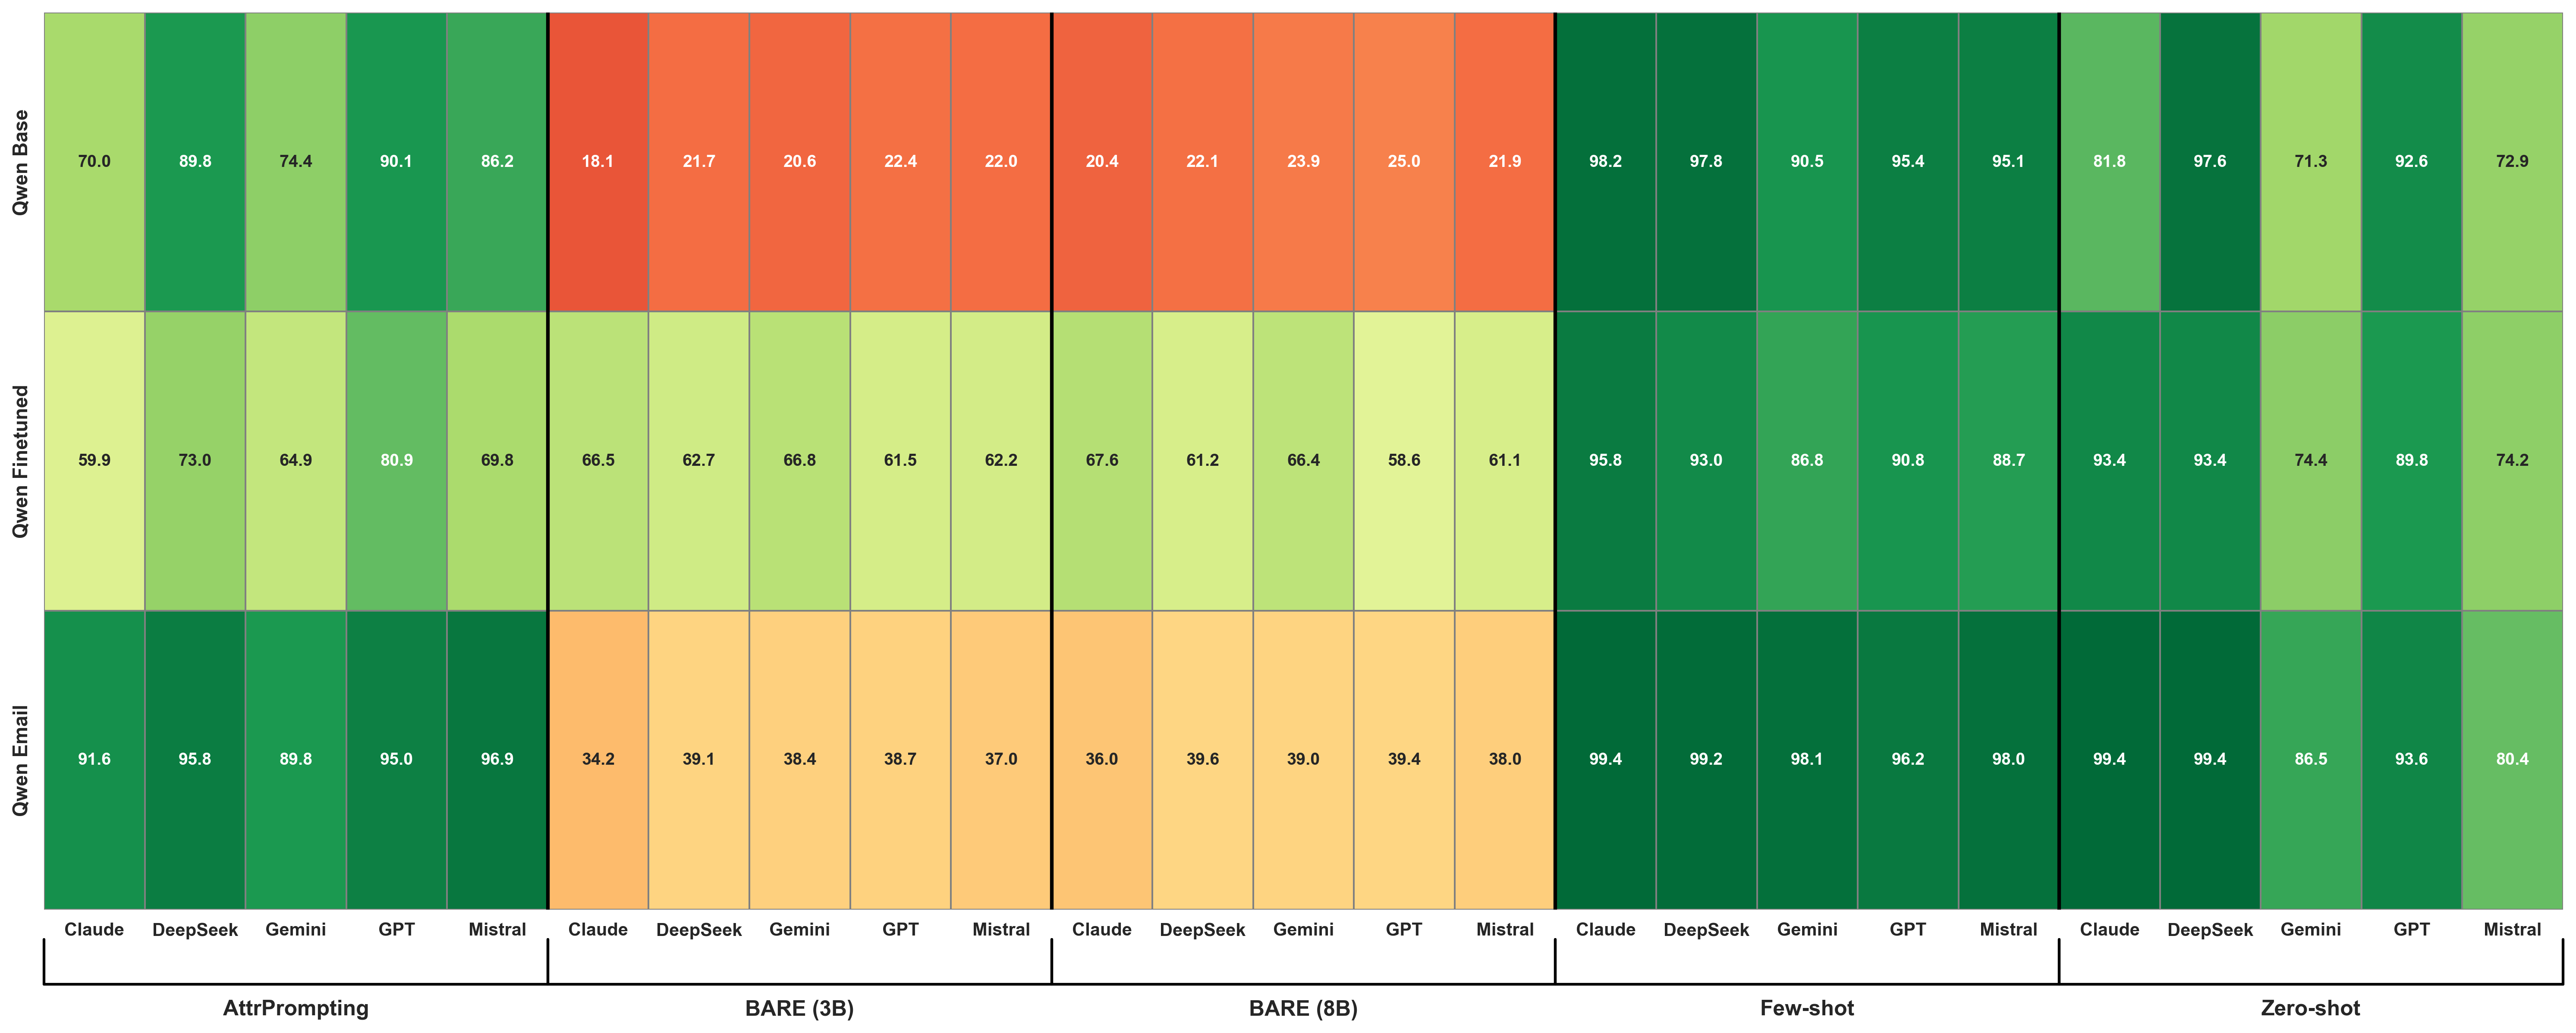 Qwen Base
70.0 89.8 74.4 90.1 86.2 18.1 21.7 20.6 22.4 22.0 20.4 22.1 23.9 25.0 21.9 98.2 97.8 90.5 95.4 95.1 81.8 97.6 71.3 92.6 72.9
Qwen Finetuned
59.9 73.0 64.9 80.9 69.8 66.5 62.7 66.8 61.5 62.2 67.6 61.2 66.4 58.6 61.1 95.8 93.0 86.8 90.8 88.7 93.4 93.4 74.4 89.8 74.2
Qwen Email
91.6 95.8 89.8 95.0 96.9 34.2 39.1 38.4 38.7 37.0 36.0 39.6 39.0 39.4 38.0 99.4 99.2 98.1 96.2 98.0 99.4 99.4 86.5 93.6 80.4
Claude DeepSeek Gemini GPT Mistral Claude DeepSeek Gemini GPT Mistral Claude DeepSeek Gemini GPT Mistral Claude DeepSeek Gemini GPT Mistral Claude DeepSeek Gemini GPT Mistral
AttrPrompting BARE (3B) BARE (8B) Few-shot Zero-shot